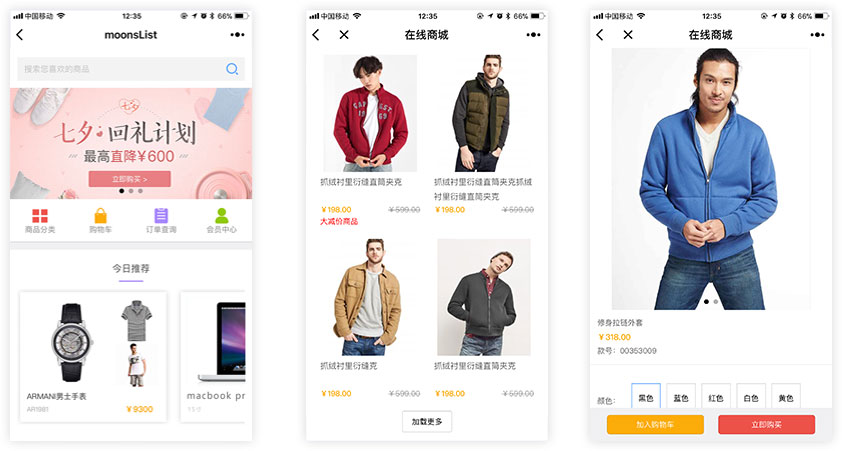 中国移动
12:35
66%
moonsList
搜索您喜欢的商品
七夕
回礼计划
最高直降¥600
立即购买 >
商品分类
购物车
订单查询
会员中心
今日推荐
ARMANI男士手表
AR1981
¥9300
macbook pr
中国移动
12:35
66%
在线商城
抓绒衬里衍缝直筒夹克
¥198.00
¥599.00
大减价商品
抓绒衬里衍缝直筒夹克抓绒
衬里衍缝直筒夹克
¥198.00
¥599.00
抓绒衬里衍缝克
¥198.00
¥599.00
抓绒衬里衍缝直筒夹克
¥198.00
¥599.00
加载更多
中国移动
12:35
66%
在线商城
修身拉链外套
¥318.00
款号：00353009
颜色:
黑色
蓝色
红色
白色
黄色
加入购物车
立即购买